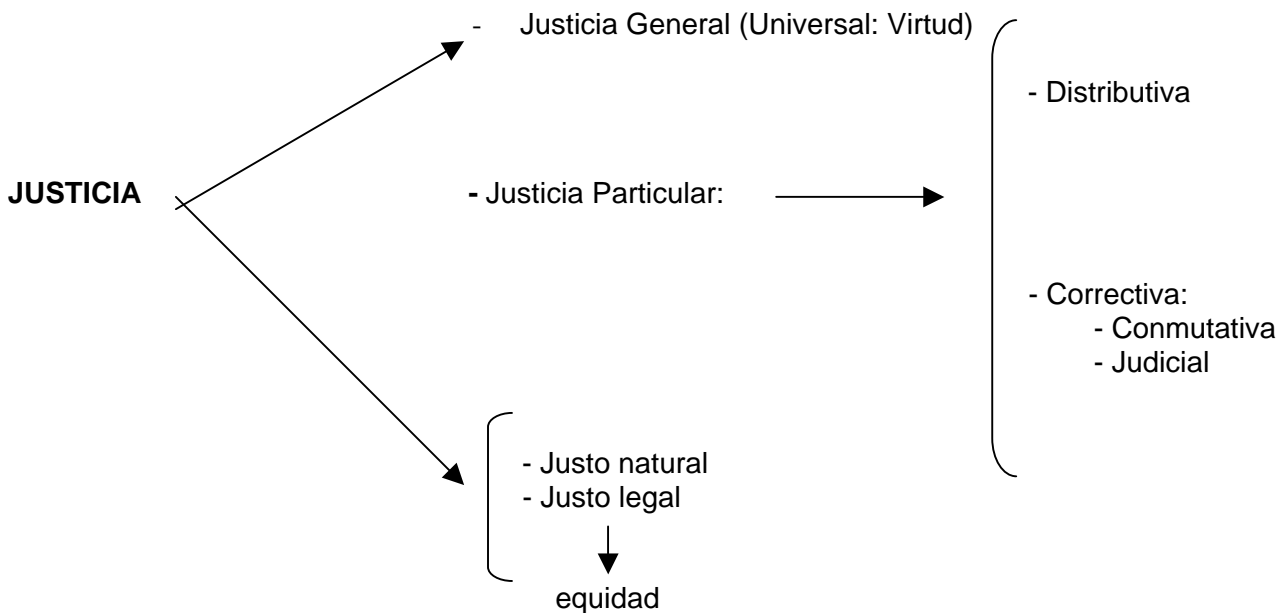 - Justicia General (Universal: Virtud)
- Distributiva
JUSTICIA
- Justicia Particular:
- Correctiva:
- Conmutativa
- Judicial
- Justo natural
- Justo legal
equidad